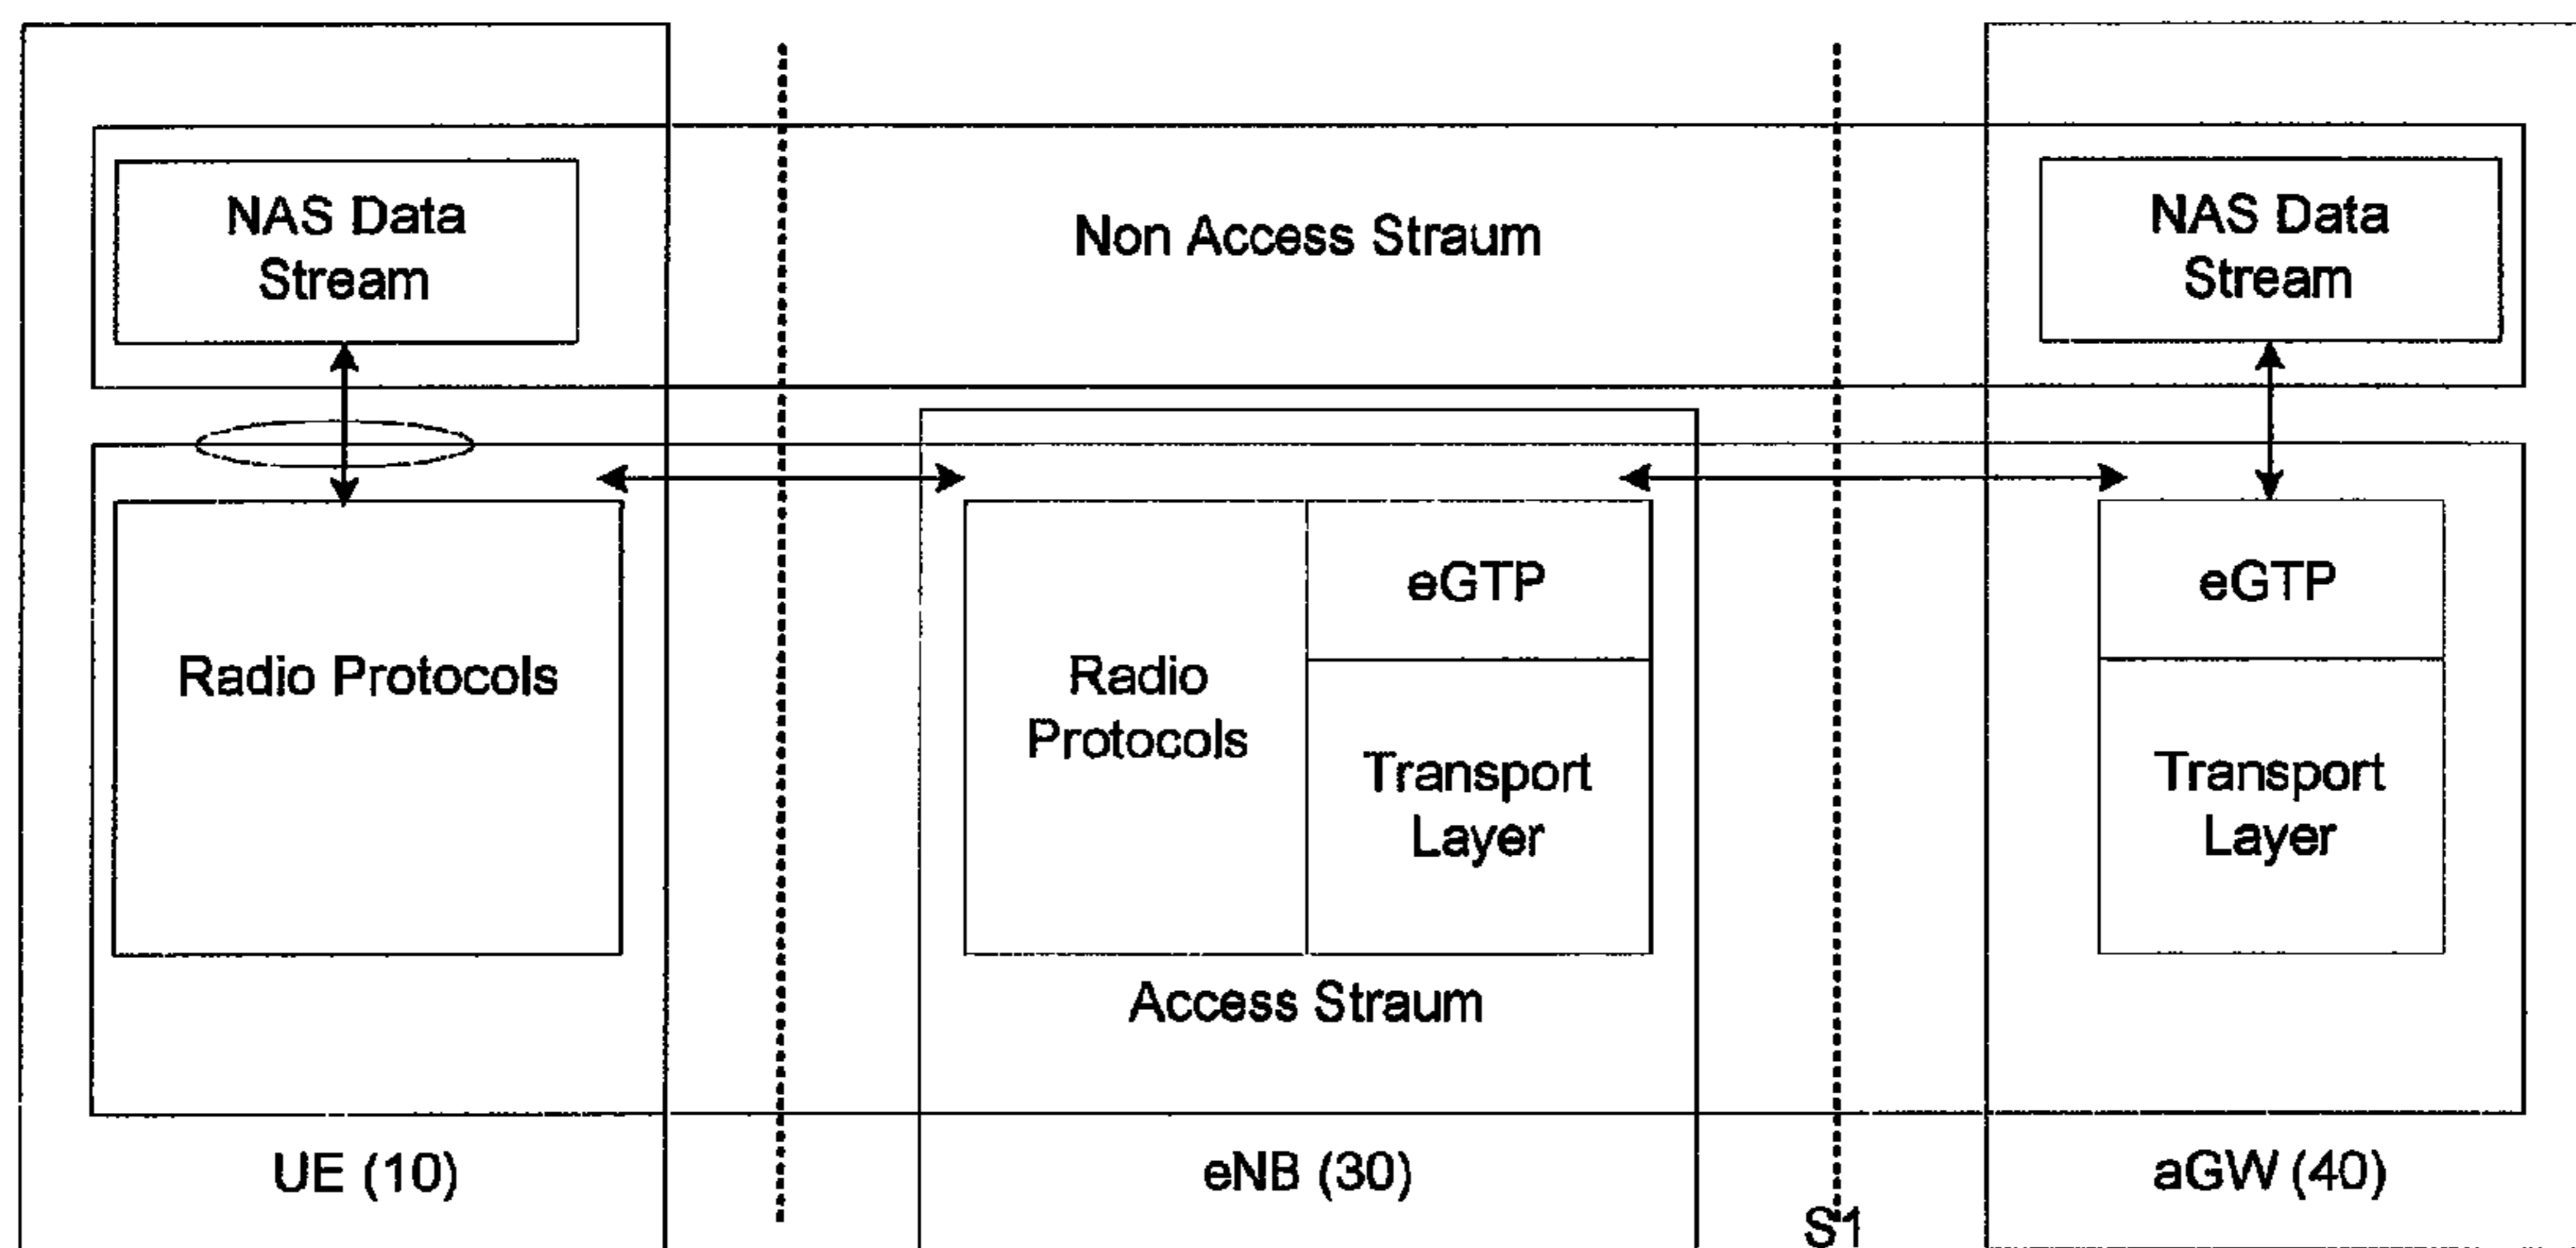 NAS Data
Stream
Non Access Straum
NAS Data
Stream
Radio Protocols
Radio
Protocols
eGTP
Transport
Layer
eGTP
Transport
Layer
Access Straum
UE (10)
eNB (30)
aGW (40)
S1